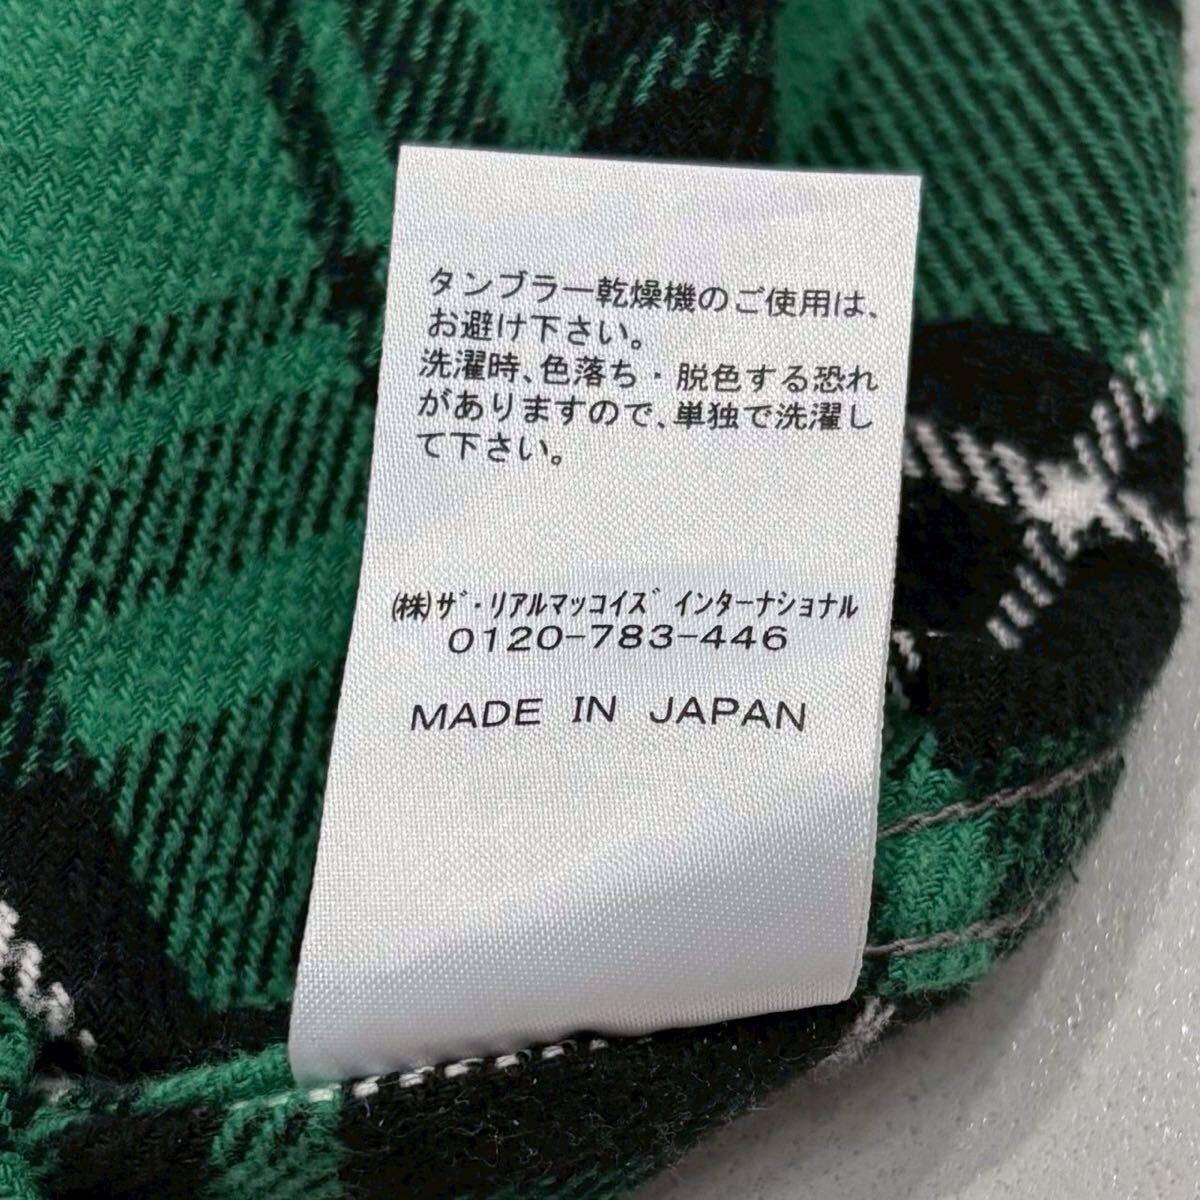 タンブラー乾燥機のご使用は、
お避け下さい。
洗濯時、色落ち・脱色する恐れ
がありますので、単独で洗濯し
て下さい。
㈱ザ・リアルマッコイズ インターナショナル
0120-783-446
MADE IN JAPAN